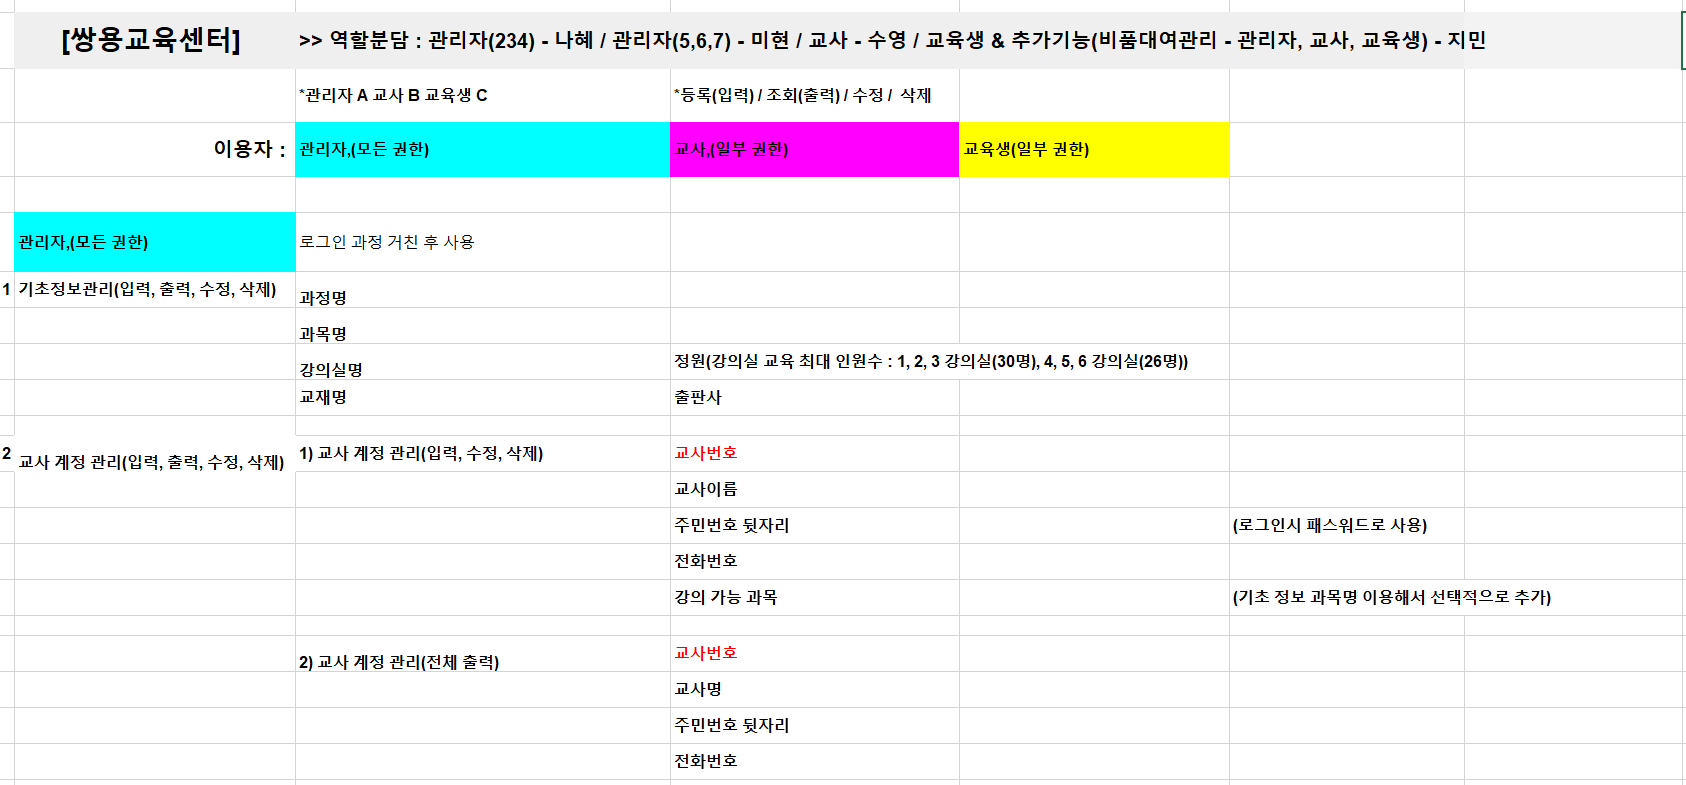 [쌍용교육센터] >> 역할분담 : 관리자(234) - 나혜 / 관리자(5,6,7) - 미현 / 교사 - 수영 / 교육생 & 추가기능(비품대여관리 - 관리자, 교사, 교육생) - 지민
*관리자 A 교사 B 교육생 C *등록(입력) / 조회(출력) / 수정 / 삭제
이용자 : 관리자,(모든 권한) 교사,(일부 권한) 교육생(일부 권한)
관리자,(모든 권한) 로그인 과정 거친 후 사용
1 기초정보관리(입력, 출력, 수정, 삭제) 과정명
과목명
강의실명 정원(강의실 교육 최대 인원수 : 1, 2, 3 강의실(30명), 4, 5, 6 강의실(26명))
교재명 출판사
2 교사 계정 관리(입력, 출력, 수정, 삭제) 1) 교사 계정 관리(입력, 수정, 삭제) 교사번호
교사이름
주민번호 뒷자리 (로그인시 패스워드로 사용)
전화번호
강의 가능 과목 (기초 정보 과목명 이용해서 선택적으로 추가)
2) 교사 계정 관리(전체 출력) 교사번호
교사명
주민번호 뒷자리
전화번호